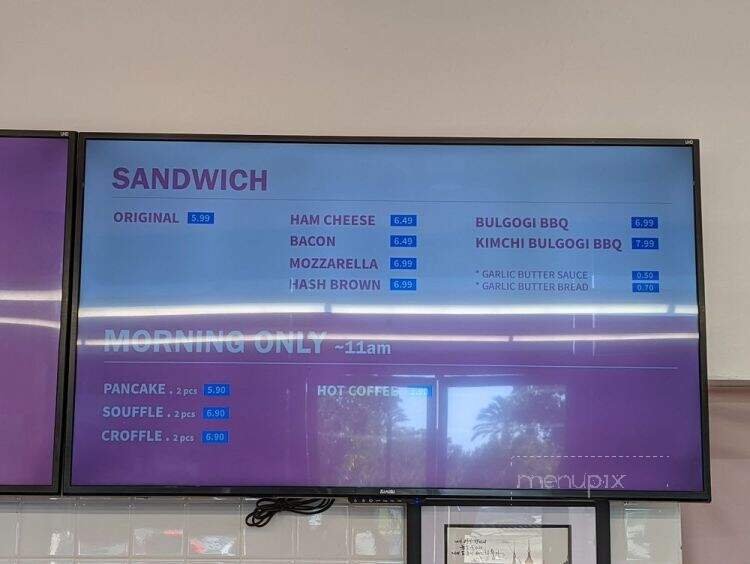 SANDWICH
ORIGINAL 5.99
HAM CHEESE 6.49
BACON 6.49
MOZZARELLA 6.99
HASH BROWN 6.99
BULGOGI BBQ 6.99
KIMCHI BULGOGI BBQ 7.99
* GARLIC BUTTER SAUCE 0.50
* GARLIC BUTTER BREAD 0.70
MORNING ONLY ~11am
PANCAKE . 2 pcs 5.90
SOUFFLE . 2 pcs 6.90
CROFFLE . 2 pcs 6.90
HOT COFFEE
menupix
UHD
UHD